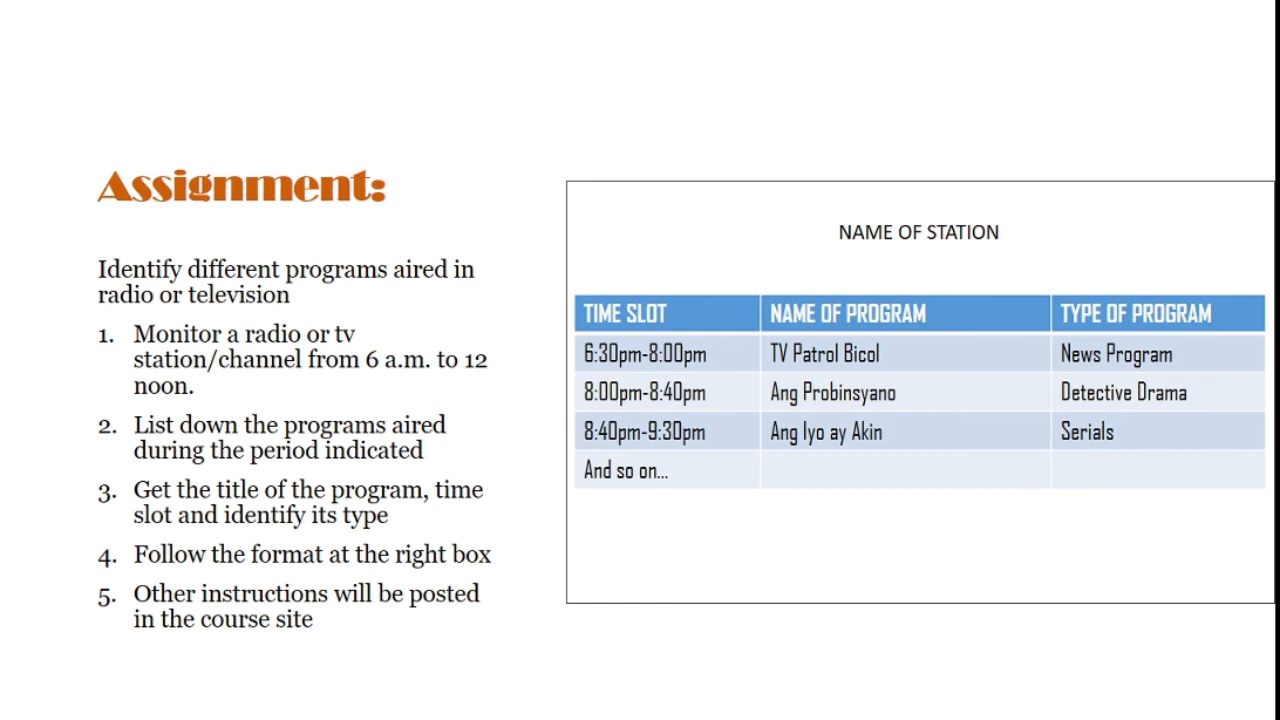 Assignment:
Identify different programs aired in
radio or television
1. Monitor a radio or tv
station/channel from 6 a.m. to 12
noon.
2. List down the programs aired
during the period indicated
3. Get the title of the program, time
slot and identify its type
4. Follow the format at the right box
5. Other instructions will be posted
in the course site
NAME OF STATION
TIME SLOT NAME OF PROGRAM TYPE OF PROGRAM
6:30pm-8:00pm TV Patrol Bicol News Program
8:00pm-8:40pm Ang Probinsyano Detective Drama
8:40pm-9:30pm Ang Iyo ay Akin Serials
And so on...